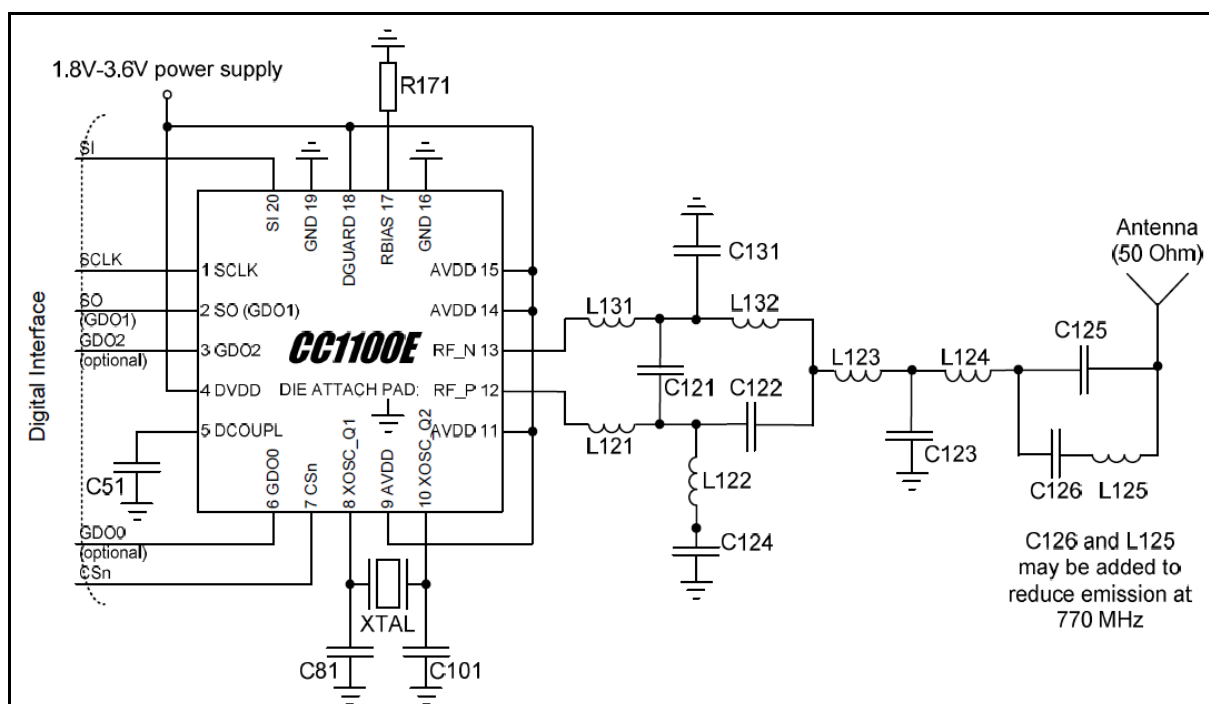 1.8V-3.6V power supply
R171
SI
SI 20
GND 19
DGUARD 18
RBIAS 17
GND 16
Antenna
(50 Ohm)
C131
SCLK
1 SCLK
AVDD 15
L131
L132
SO
(GDO1)
2 SO (GDO1)
AVDD 14
C125
GDO2
(optional)
3 GDO2
CC1100E
RF_N 13
L123
L124
C121
C122
4 DVDD
DIE ATTACH PAD:
RF_P 12
5 DCOUPL
AVDD 11
L121
C123
Digital Interface
C51
6 GDO0
7 CSn
8 XOSC_Q1
9 AVDD
10 XOSC_Q2
L122
C126
L125
GDO0
(optional)
CSn
C124
C126 and L125
may be added to
reduce emission at
770 MHz
XTAL
C81
C101